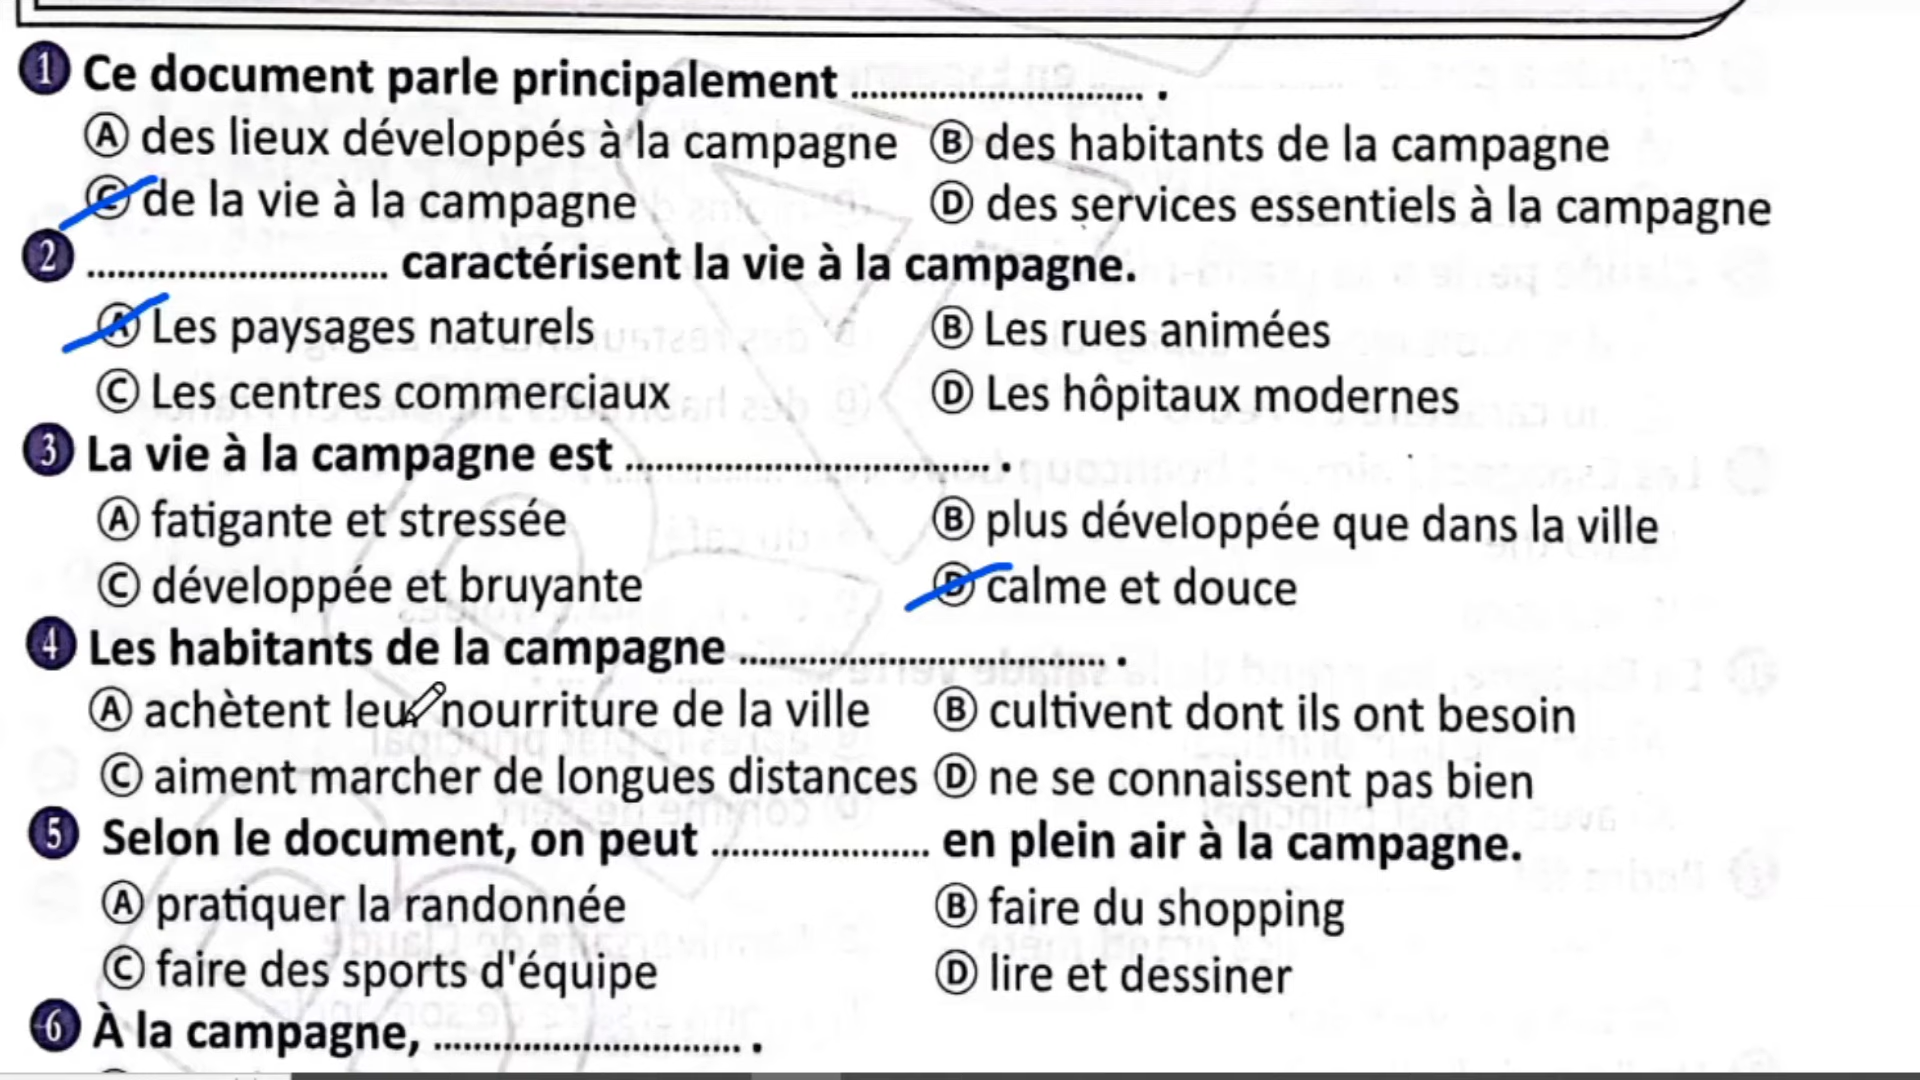 1 Ce document parle principalement ............................. .
A des lieux développés à la campagne B des habitants de la campagne
C de la vie à la campagne D des services essentiels à la campagne
2 .............................. caractérisent la vie à la campagne.
A Les paysages naturels B Les rues animées
C Les centres commerciaux D Les hôpitaux modernes
3 La vie à la campagne est ..................................... .
A fatigante et stressée B plus développée que dans la ville
C développée et bruyante D calme et douce
4 Les habitants de la campagne ..................................... .
A achètent leur nourriture de la ville B cultivent dont ils ont besoin
C aiment marcher de longues distances D ne se connaissent pas bien
5 Selon le document, on peut ...................... en plein air à la campagne.
A pratiquer la randonnée B faire du shopping
C faire des sports d'équipe D lire et dessiner
6 À la campagne, ............................... .